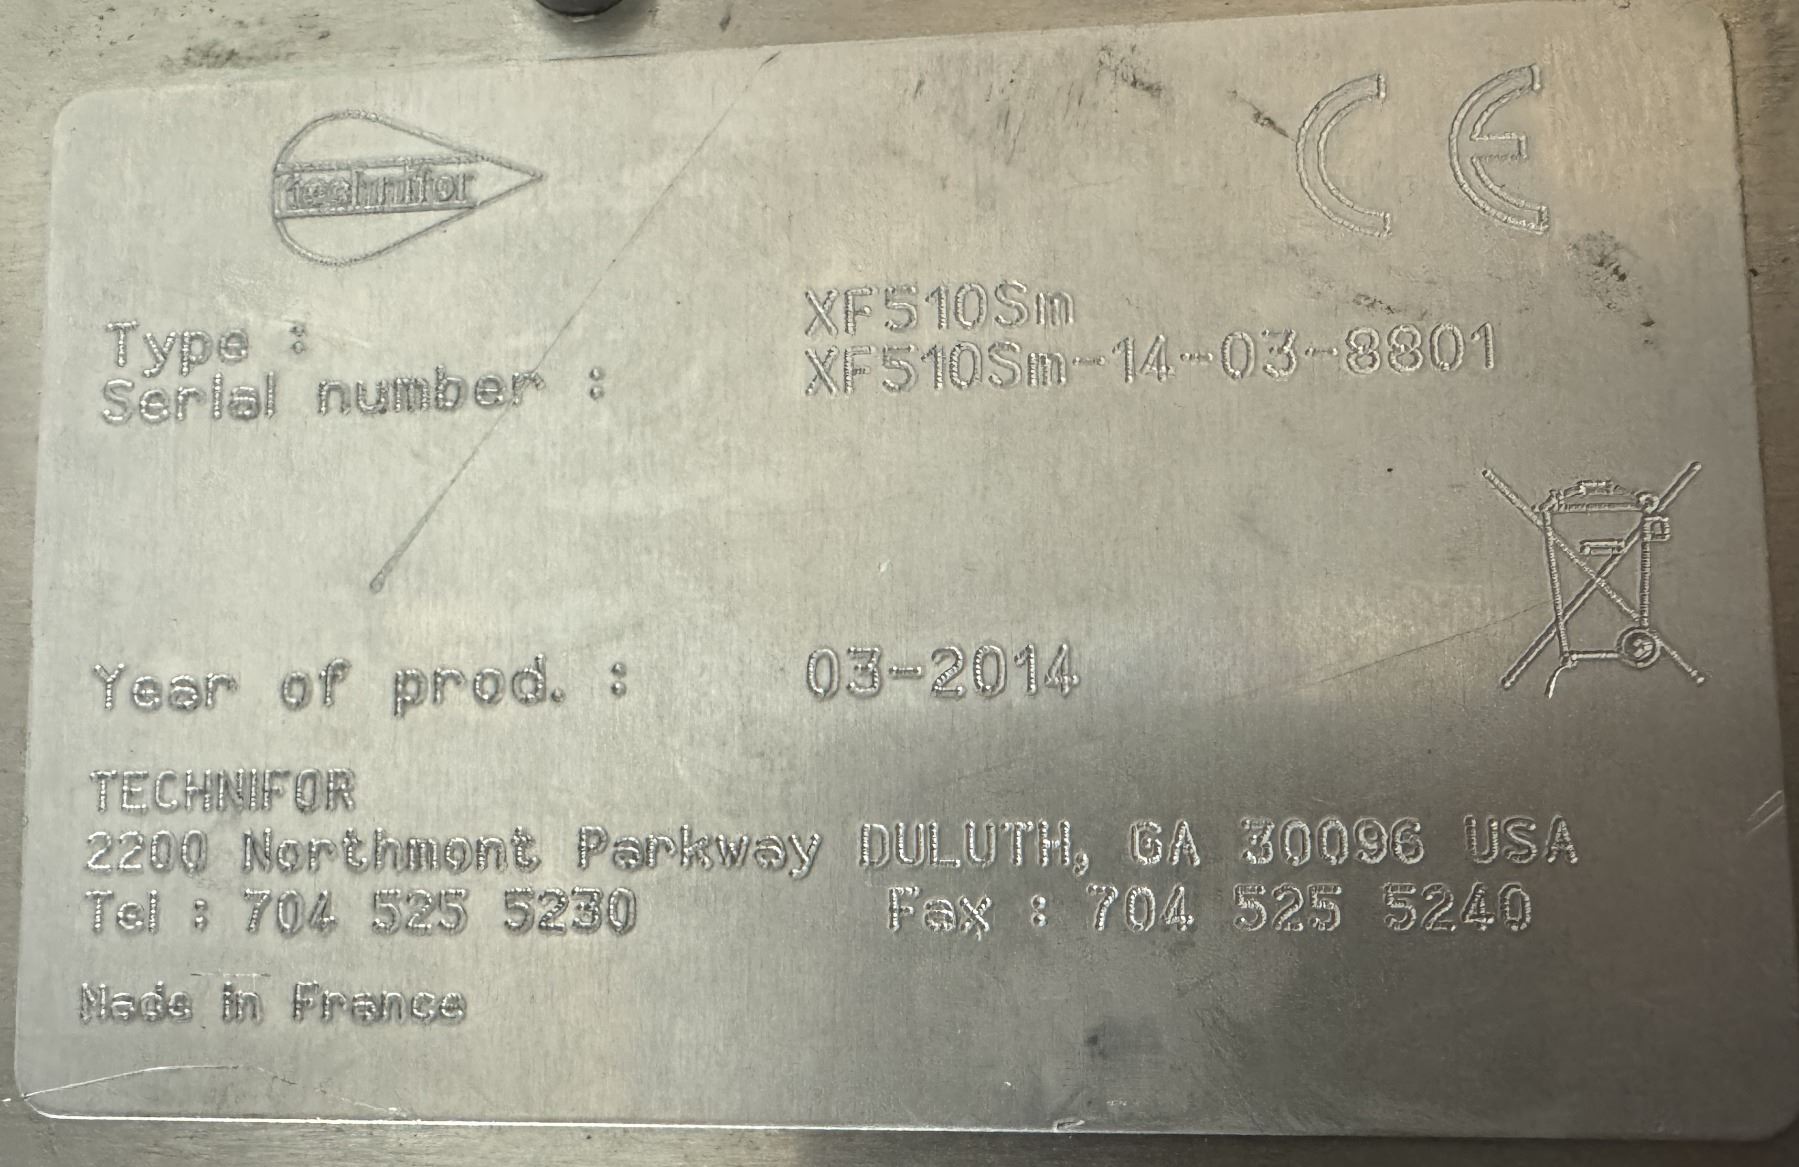 technifor
CE
Type : XF510Sm
Serial number : XF510Sm-14-03-8801
Year of prod. : 03-2014
TECHNIFOR
2200 Northmont Parkway DULUTH, GA 30096 USA
Tel : 704 525 5230 Fax : 704 525 5240
Made in France